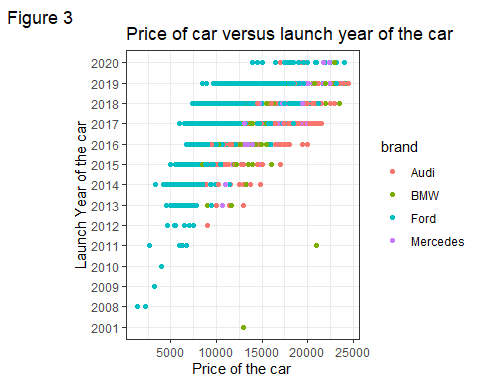 Figure 3
Price of car versus launch year of the car
Launch Year of the car
2020
2019
2018
2017
2016
2015
2014
2013
2012
2011
2010
2009
2008
2001
5000 10000 15000 20000 25000
Price of the car
brand
Audi
BMW
Ford
Mercedes